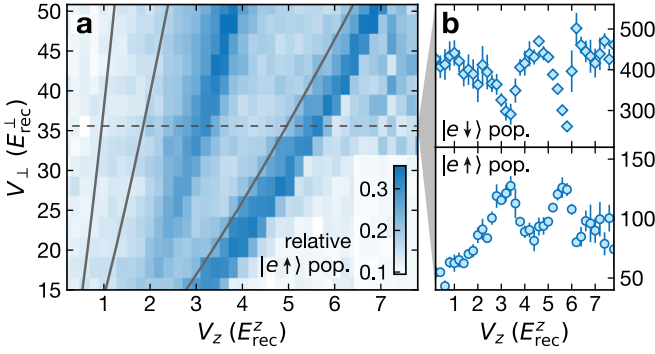 a
50
45
40
35
30
25
20
15
V⊥ (E⊥rec)
1 2 3 4 5 6 7
Vz (Ezrec)
relative
|e↑⟩ pop.
0.3
0.2
0.1
b
500
400
300
|e↓⟩ pop.
|e↑⟩ pop.
150
100
50
1 2 3 4 5 6 7
Vz (Ezrec)